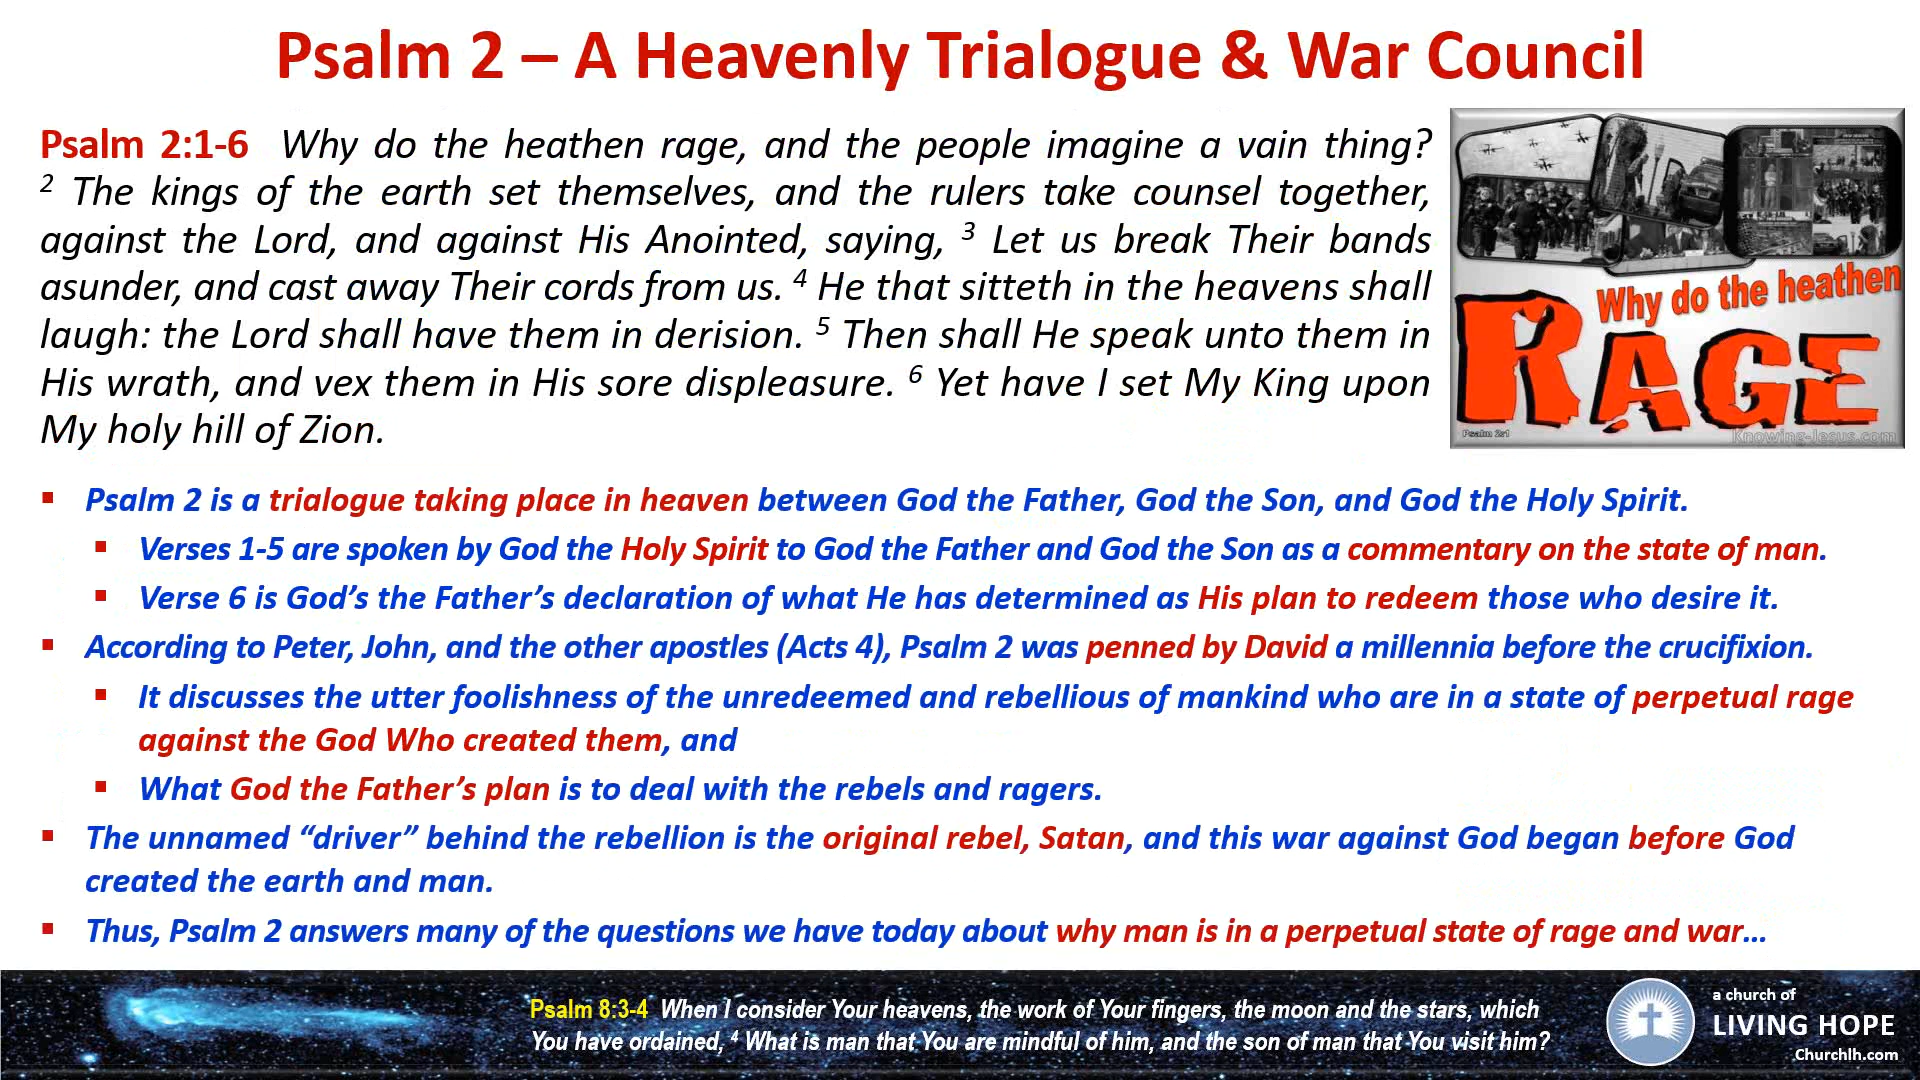 Psalm 2 – A Heavenly Trialogue & War Council
Psalm 2:1-6 Why do the heathen rage, and the people imagine a vain thing?
2 The kings of the earth set themselves, and the rulers take counsel together,
against the Lord, and against His Anointed, saying, 3 Let us break Their bands
asunder, and cast away Their cords from us. 4 He that sitteth in the heavens shall
laugh: the Lord shall have them in derision. 5 Then shall He speak unto them in
His wrath, and vex them in His sore displeasure. 6 Yet have I set My King upon
My holy hill of Zion.
Why do the heathen
RAGE
Psalm 2:1
Knowing-Jesus.com
▪ Psalm 2 is a trialogue taking place in heaven between God the Father, God the Son, and God the Holy Spirit.
▪ Verses 1-5 are spoken by God the Holy Spirit to God the Father and God the Son as a commentary on the state of man.
▪ Verse 6 is God’s the Father’s declaration of what He has determined as His plan to redeem those who desire it.
▪ According to Peter, John, and the other apostles (Acts 4), Psalm 2 was penned by David a millennia before the crucifixion.
▪ It discusses the utter foolishness of the unredeemed and rebellious of mankind who are in a state of perpetual rage
against the God Who created them, and
▪ What God the Father’s plan is to deal with the rebels and ragers.
▪ The unnamed “driver” behind the rebellion is the original rebel, Satan, and this war against God began before God
created the earth and man.
▪ Thus, Psalm 2 answers many of the questions we have today about why man is in a perpetual state of rage and war…
Psalm 8:3-4 When I consider Your heavens, the work of Your fingers, the moon and the stars, which
You have ordained, 4 What is man that You are mindful of him, and the son of man that You visit him?
a church of
LIVING HOPE
Churchlh.com